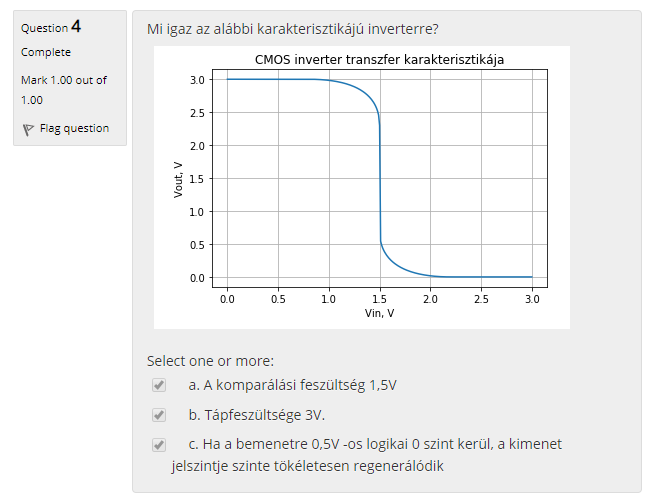 Question 4
Complete
Mark 1.00 out of
1.00
Flag question
Mi igaz az alábbi karakterisztikájú inverterre?
CMOS inverter transzfer karakterisztikája
3.0
2.5
2.0
1.5
1.0
0.5
0.0
Vout, V
0.0 0.5 1.0 1.5 2.0 2.5 3.0
Vin, V
Select one or more:
a. A komparálási feszültség 1,5V
b. Tápfeszültsége 3V.
c. Ha a bemenetre 0,5V -os logikai 0 szint kerül, a kimenet
jelszintje szinte tökéletesen regenerálódik